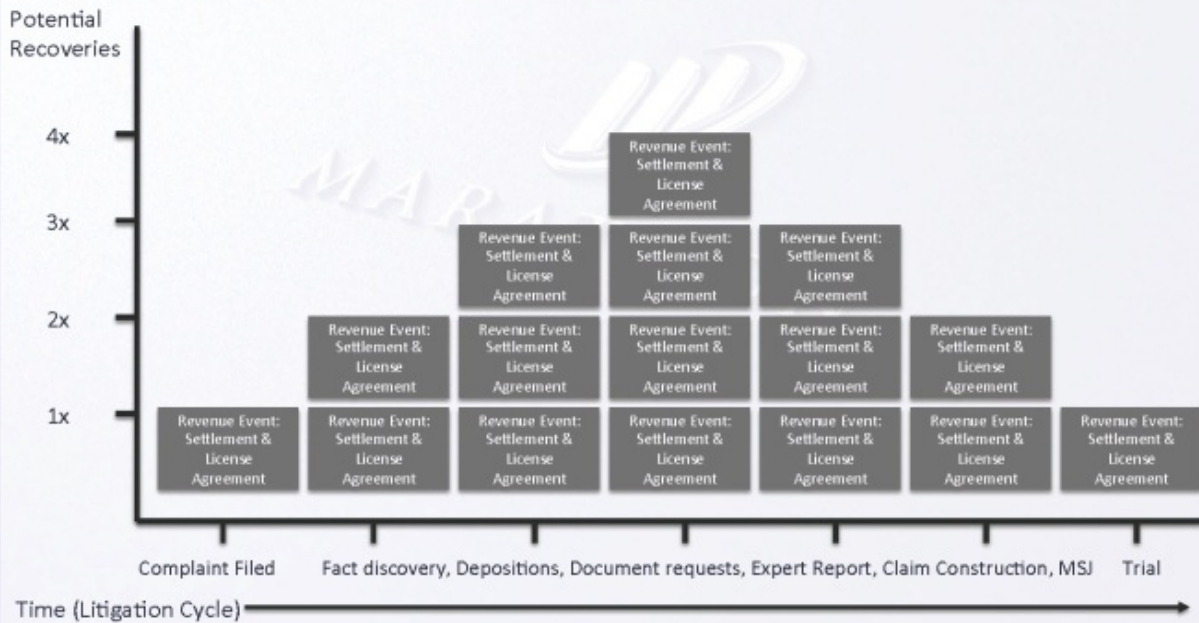 Potential
Recoveries
4x
Revenue Event:
Settlement &
License
Agreement
3x
Revenue Event:
Settlement &
License
Agreement
Revenue Event:
Settlement &
License
Agreement
Revenue Event:
Settlement &
License
Agreement
2x
Revenue Event:
Settlement &
License
Agreement
Revenue Event:
Settlement &
License
Agreement
Revenue Event:
Settlement &
License
Agreement
Revenue Event:
Settlement &
License
Agreement
Revenue Event:
Settlement &
License
Agreement
1x
Revenue Event:
Settlement &
License
Agreement
Revenue Event:
Settlement &
License
Agreement
Revenue Event:
Settlement &
License
Agreement
Revenue Event:
Settlement &
License
Agreement
Revenue Event:
Settlement &
License
Agreement
Revenue Event:
Settlement &
License
Agreement
Revenue Event:
Settlement &
License
Agreement
Complaint Filed
Fact discovery, Depositions, Document requests, Expert Report, Claim Construction, MSJ
Trial
Time (Litigation Cycle)